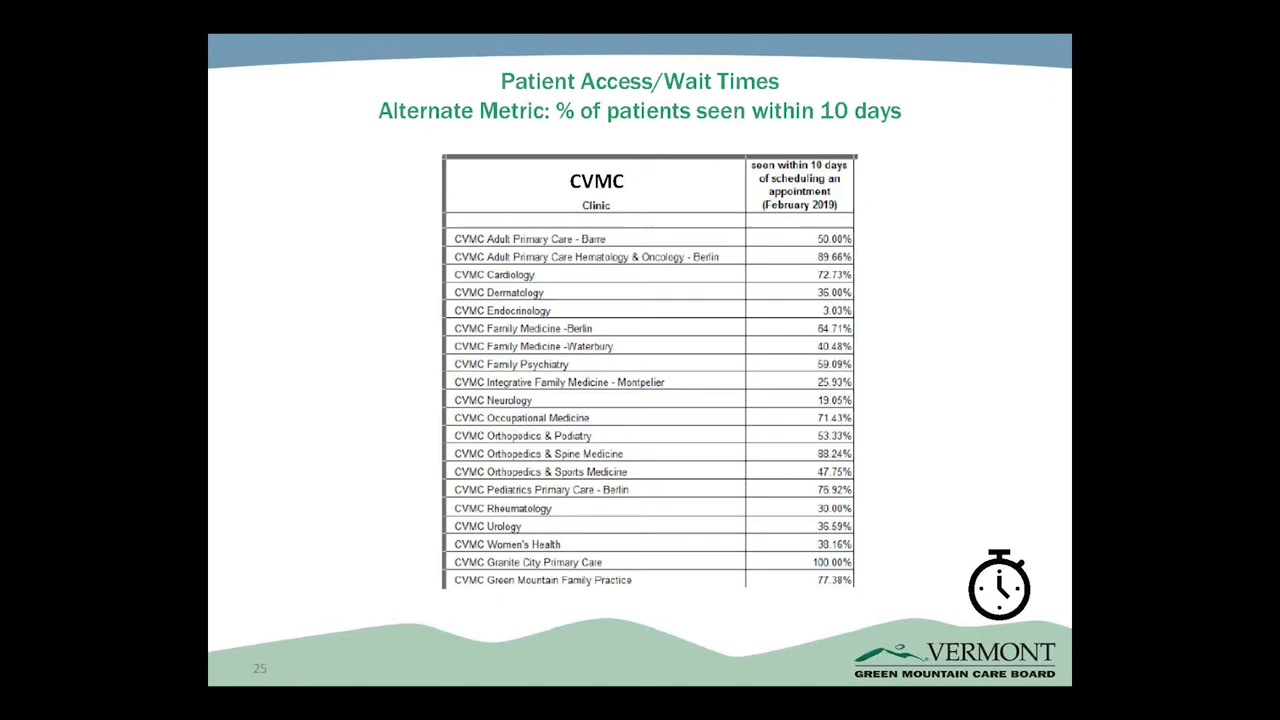 Patient Access/Wait Times
Alternate Metric: % of patients seen within 10 days
CVMC
Clinic
seen within 10 days
of scheduling an
appointment
(February 2019)
CVMC Adult Primary Care - Barre 50.00%
CVMC Adult Primary Care Hematology & Oncology - Berlin 89.66%
CVMC Cardiology 72.73%
CVMC Dermatology 36.00%
CVMC Endocrinology 3.03%
CVMC Family Medicine -Berlin 64.71%
CVMC Family Medicine -Waterbury 40.48%
CVMC Family Psychiatry 59.09%
CVMC Integrative Family Medicine - Montpelier 25.93%
CVMC Neurology 19.05%
CVMC Occupational Medicine 71.43%
CVMC Orthopedics & Podiatry 53.33%
CVMC Orthopedics & Spine Medicine 88.24%
CVMC Orthopedics & Sports Medicine 47.75%
CVMC Pediatrics Primary Care - Berlin 76.92%
CVMC Rheumatology 30.00%
CVMC Urology 36.59%
CVMC Women's Health 38.16%
CVMC Granite City Primary Care 100.00%
CVMC Green Mountain Family Practice 77.38%
25
VERMONT
GREEN MOUNTAIN CARE BOARD